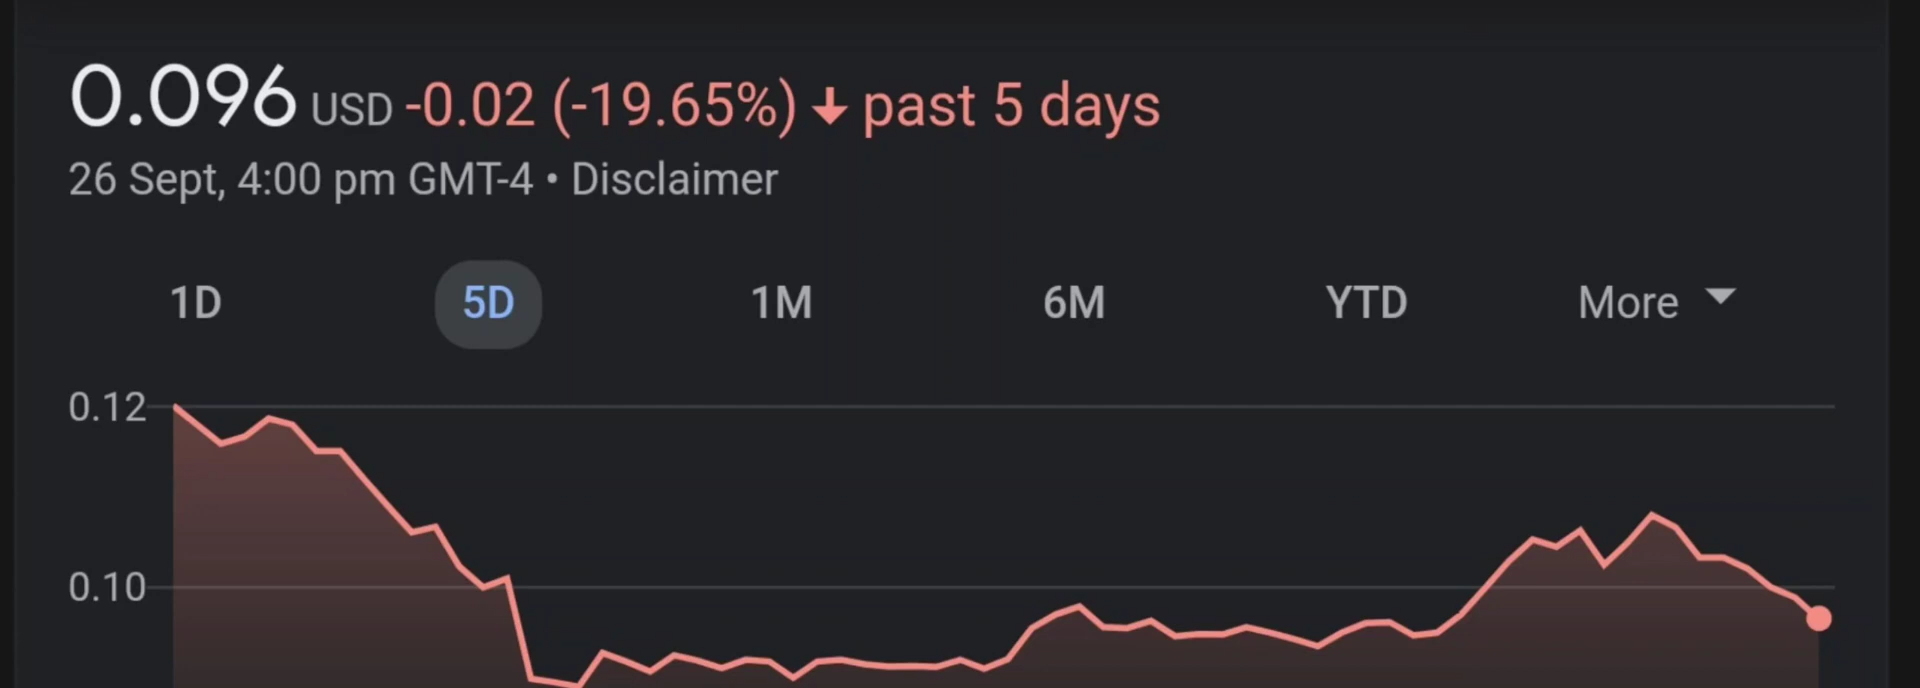 0.096 USD -0.02 (-19.65%) ↓ past 5 days
26 Sept, 4:00 pm GMT-4 • Disclaimer
1D 5D 1M 6M YTD More
0.12
0.10